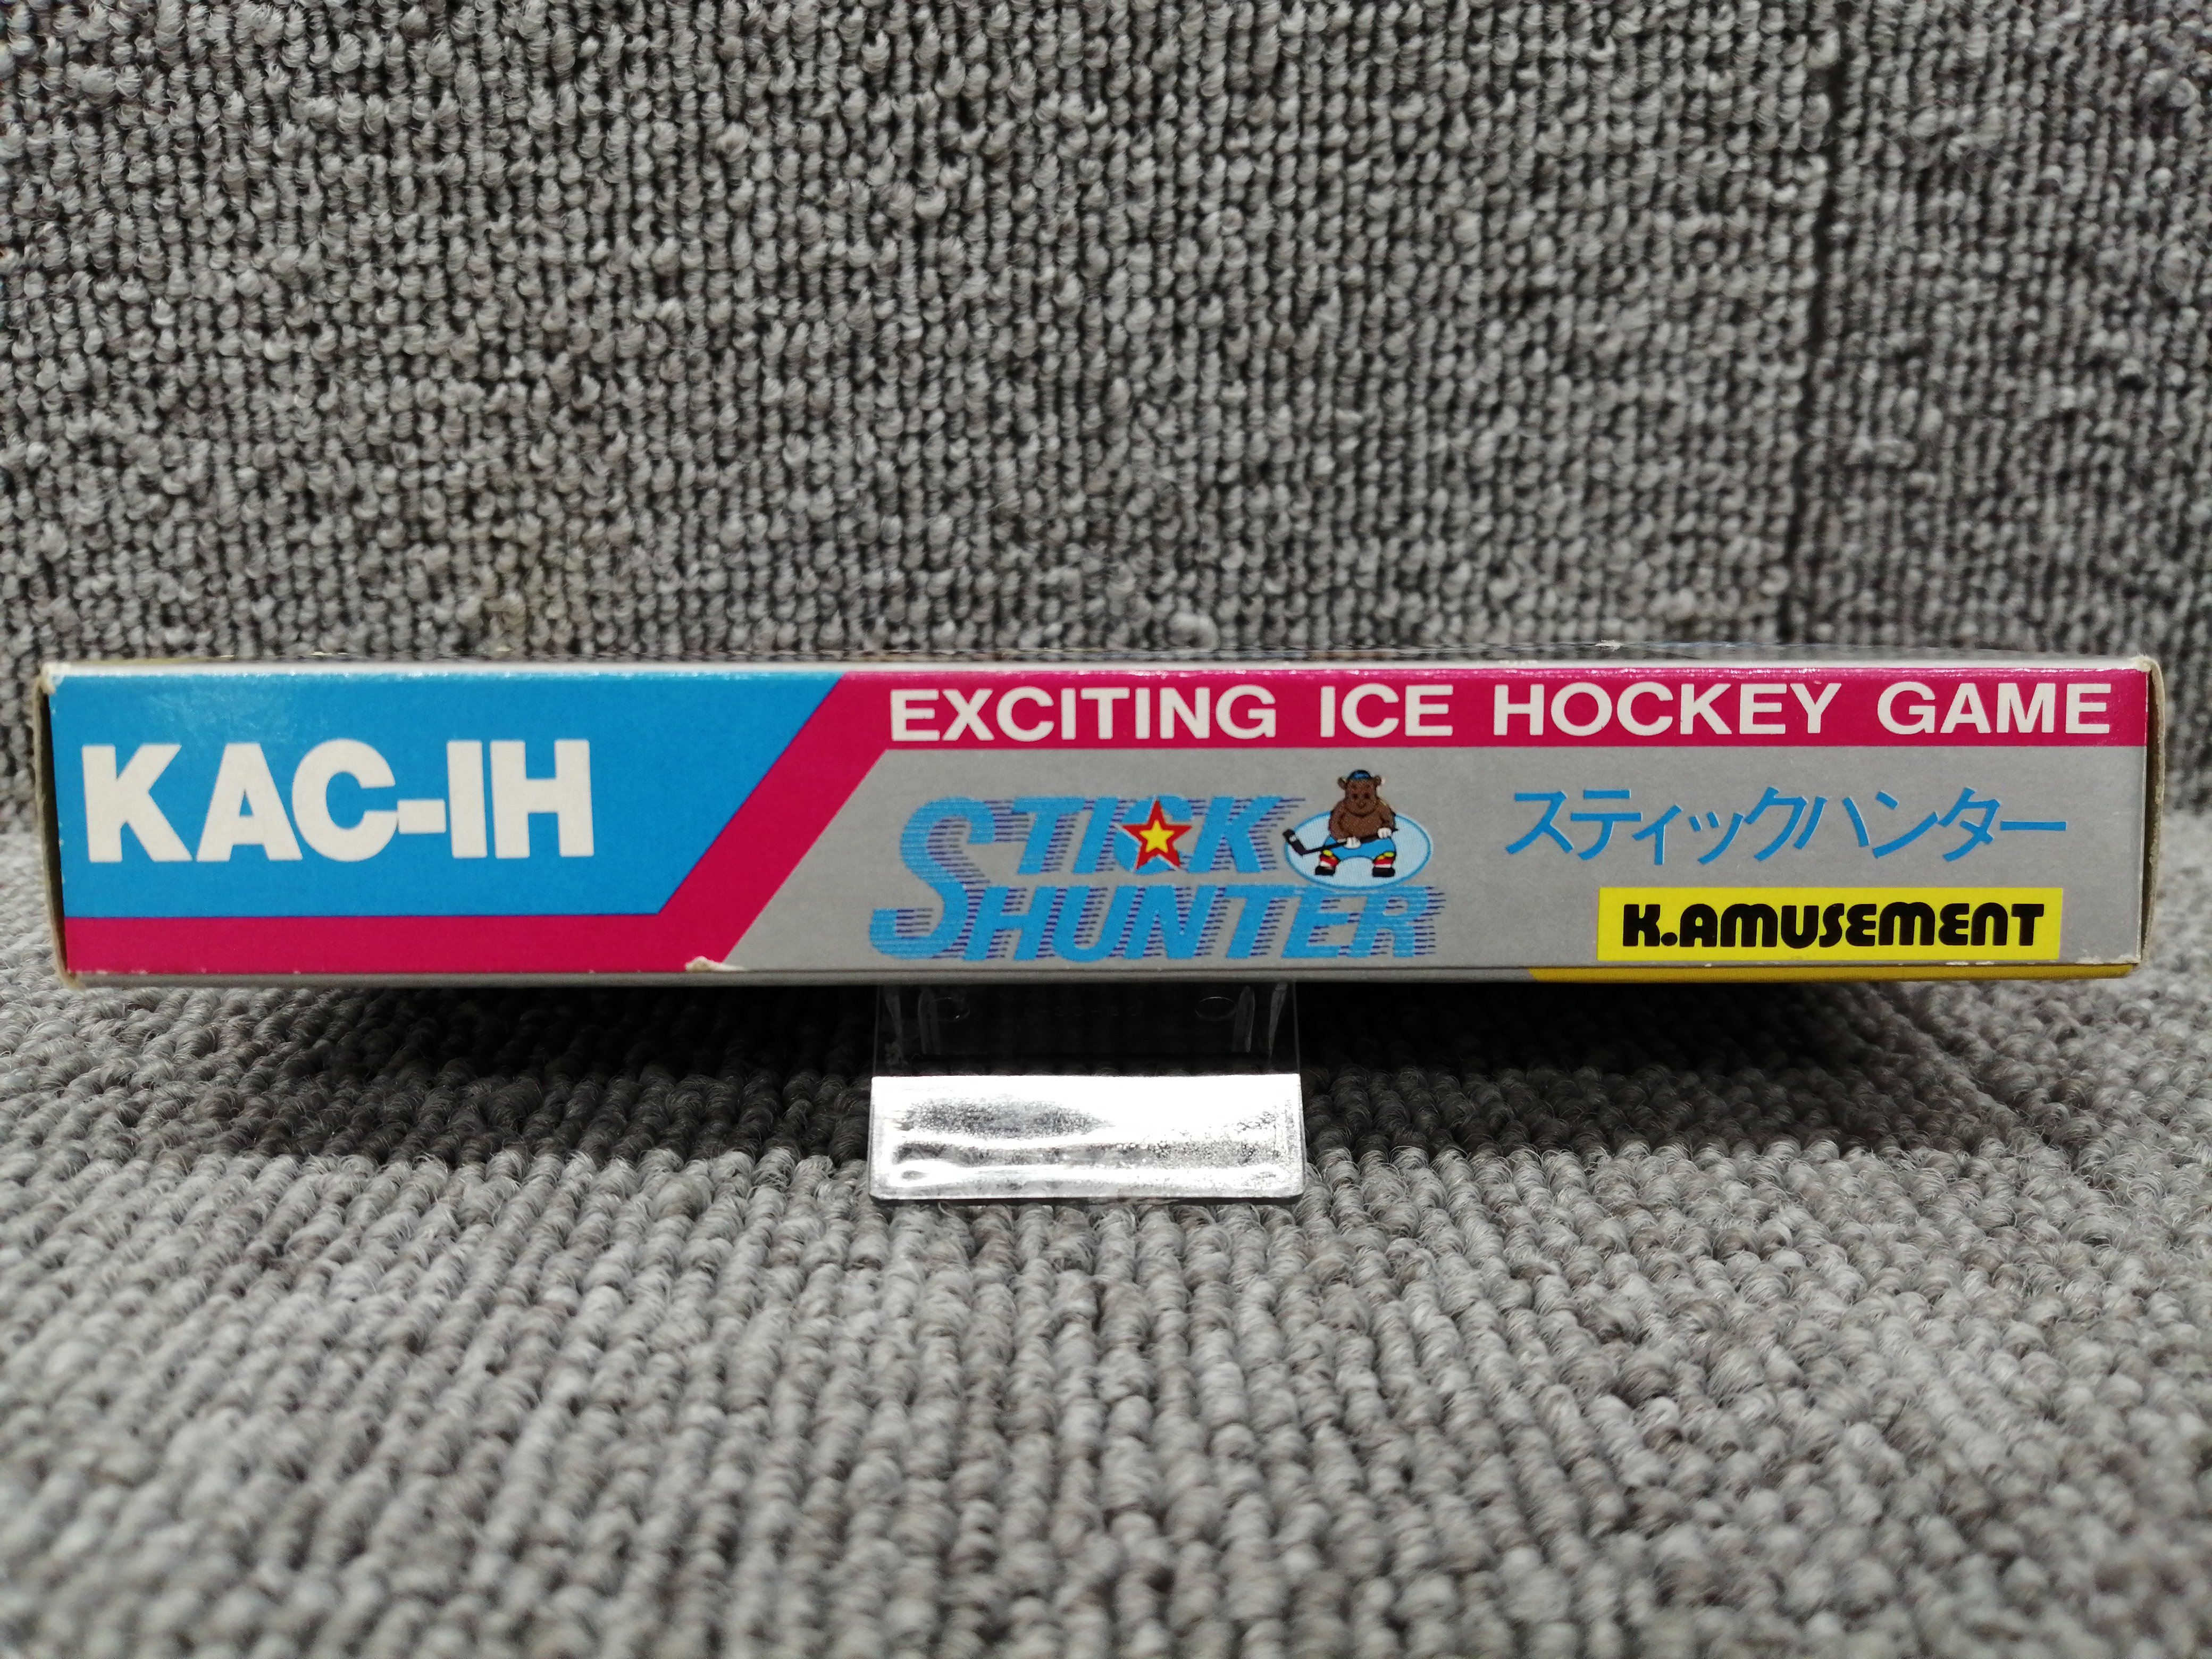 KAC-IH
EXCITING ICE HOCKEY GAME
STICK
HUNTER
スティックハンター
K.AMUSEMENT